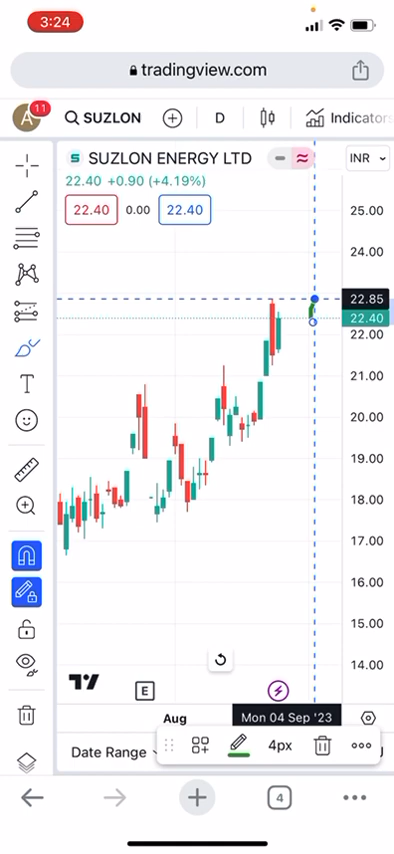 3:24
tradingview.com
A 11 SUZLON D Indicators
S SUZLON ENERGY LTD INR
22.40 +0.90 (+4.19%)
22.40 0.00 22.40
25.00
24.00
22.85
22.40
22.00
21.00
20.00
19.00
18.00
17.00
16.00
15.00
14.00
T
E
Aug Mon 04 Sep '23
Date Range 4px
4